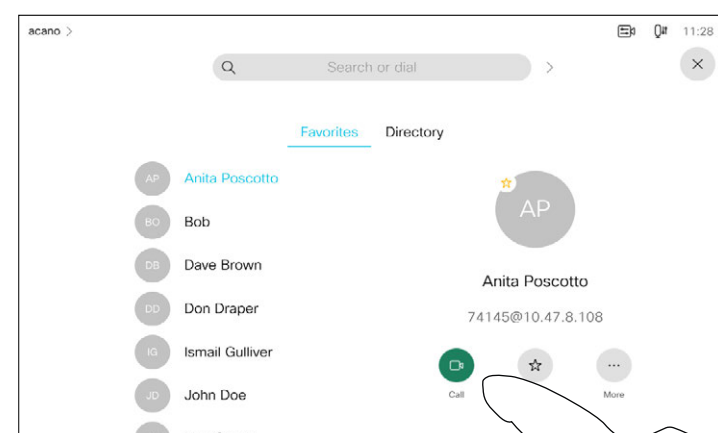 acano >
11:28
Search or dial
Favorites Directory
AP Anita Poscotto
BO Bob
DB Dave Brown
DD Don Draper
IG Ismail Gulliver
JD John Doe
AP
Anita Poscotto
74145@10.47.8.108
Call More